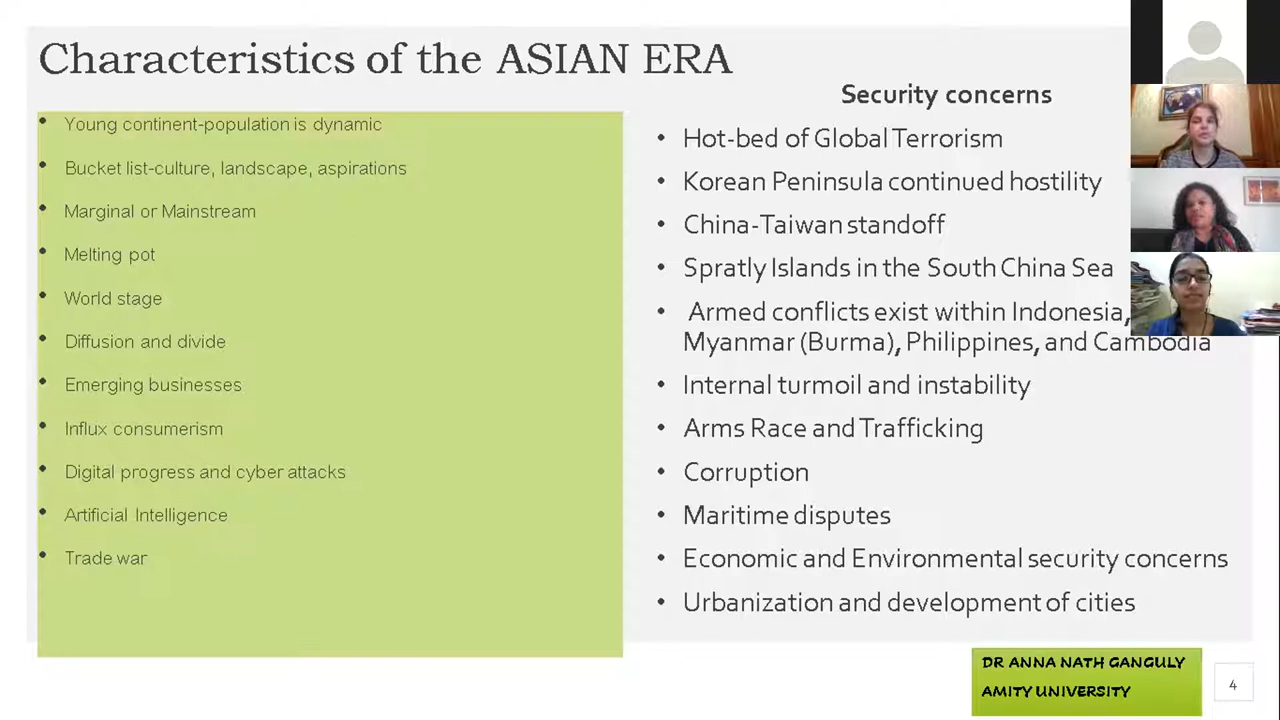 Characteristics of the ASIAN ERA
• Young continent-population is dynamic
• Bucket list-culture, landscape, aspirations
• Marginal or Mainstream
• Melting pot
• World stage
• Diffusion and divide
• Emerging businesses
• Influx consumerism
• Digital progress and cyber attacks
• Artificial Intelligence
• Trade war
Security concerns
• Hot-bed of Global Terrorism
• Korean Peninsula continued hostility
• China-Taiwan standoff
• Spratly Islands in the South China Sea
• Armed conflicts exist within Indonesia,
Myanmar (Burma), Philippines, and Cambodia
• Internal turmoil and instability
• Arms Race and Trafficking
• Corruption
• Maritime disputes
• Economic and Environmental security concerns
• Urbanization and development of cities
DR ANNA NATH GANGULY
AMITY UNIVERSITY
4